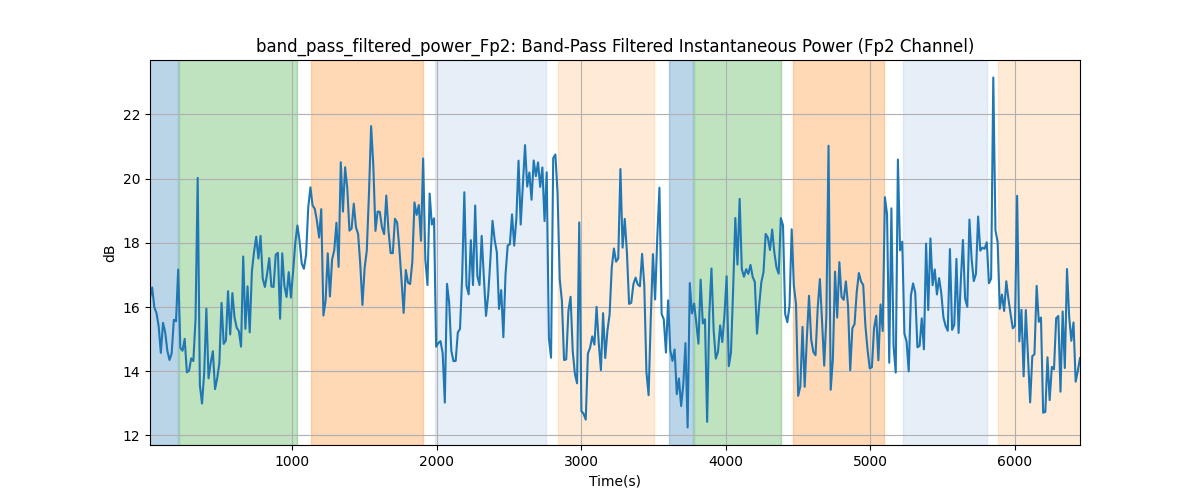 band_pass_filtered_power_Fp2: Band-Pass Filtered Instantaneous Power (Fp2 Channel)
22
20
18
16
14
12
dB
1000 2000 3000 4000 5000 6000
Time(s)